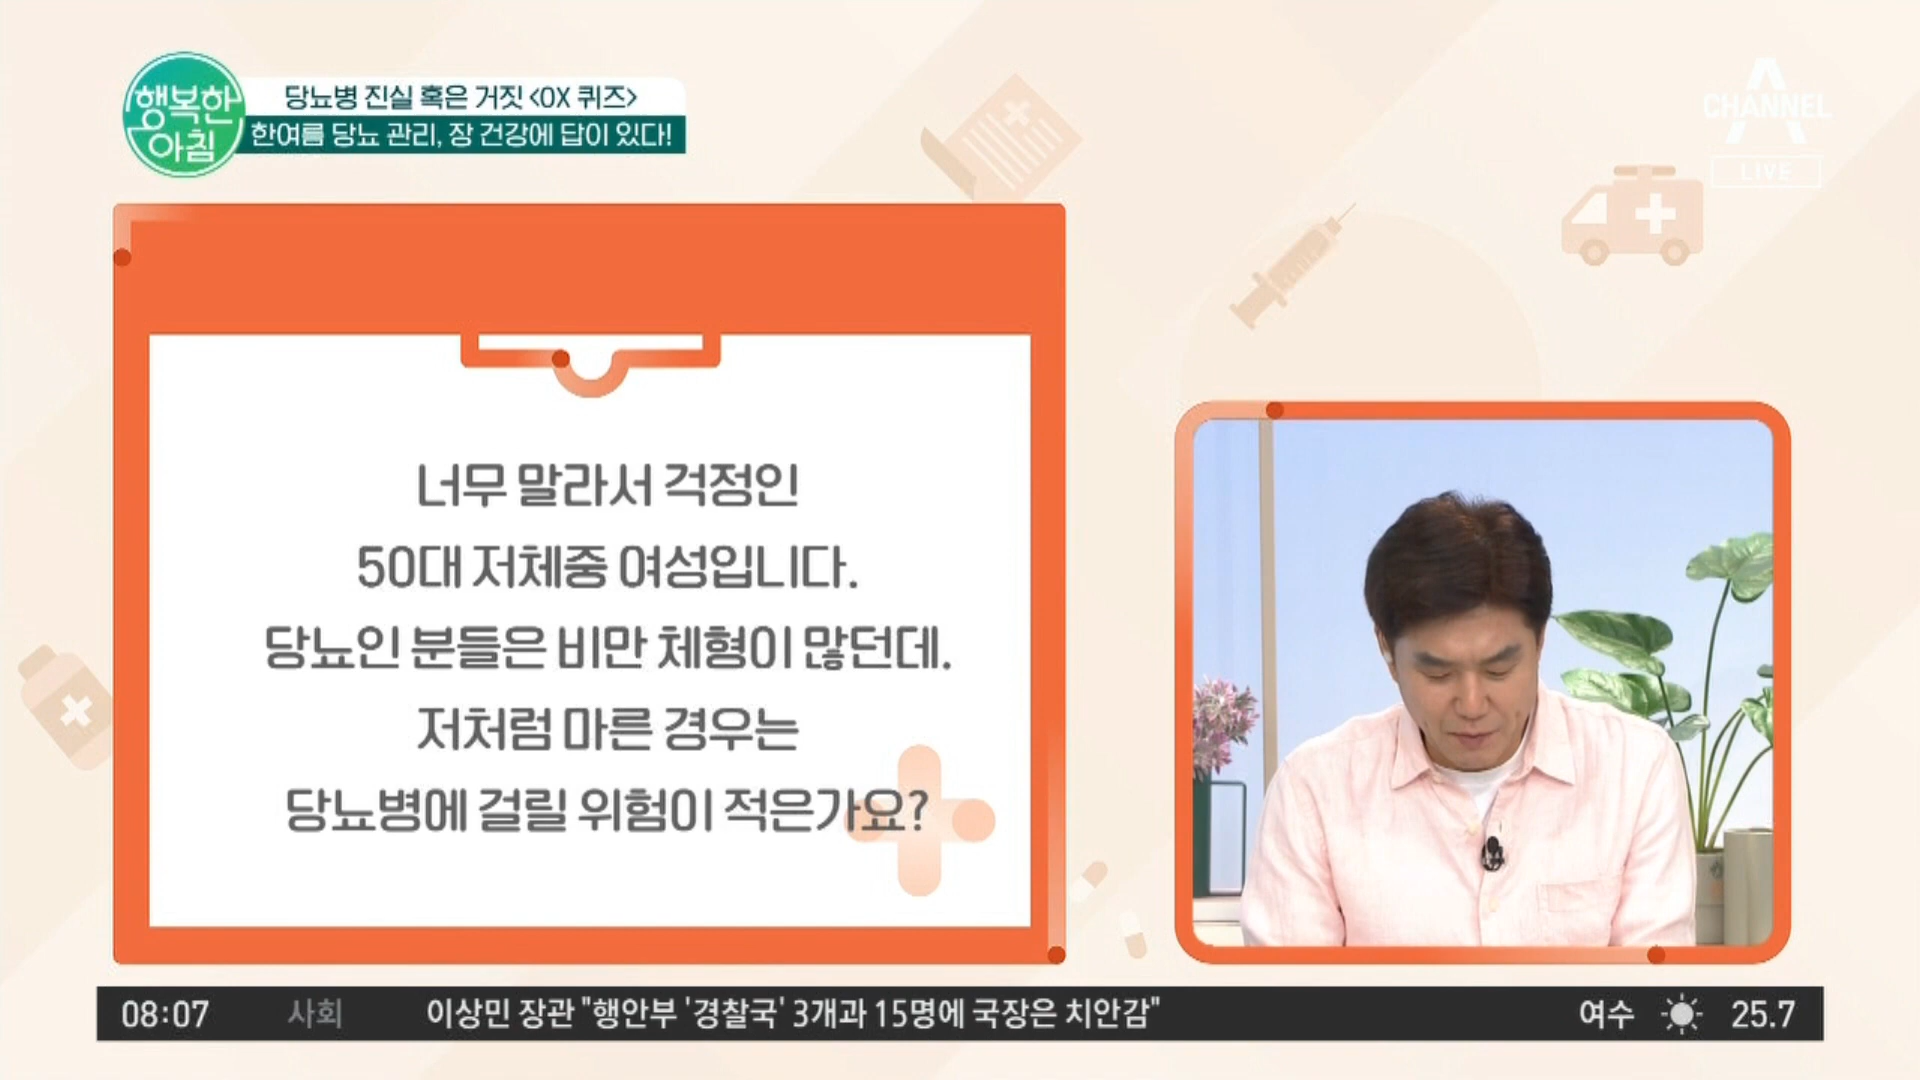 행복한
아침
당뇨병 진실 혹은 거짓 <OX 퀴즈>
한여름 당뇨 관리, 장 건강에 답이 있다!
CHANNEL A
LIVE
너무 말라서 걱정인
50대 저체중 여성입니다.
당뇨인 분들은 비만 체형이 많던데.
저처럼 마른 경우는
당뇨병에 걸릴 위험이 적은가요?
08:07 사회 이상민 장관 "행안부 '경찰국' 3개과 15명에 국장은 치안감" 여수 25.7